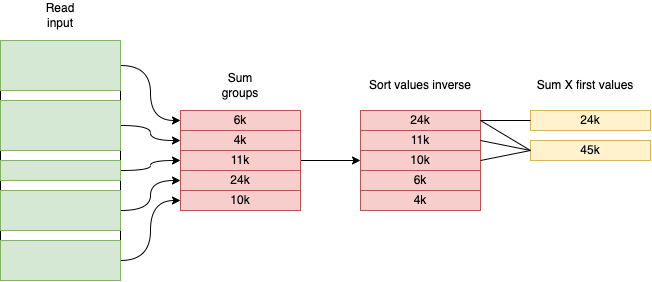 Read
input
Sum
groups
Sort values inverse
Sum X first values
6k
4k
11k
24k
10k
24k
11k
10k
6k
4k
24k
45k